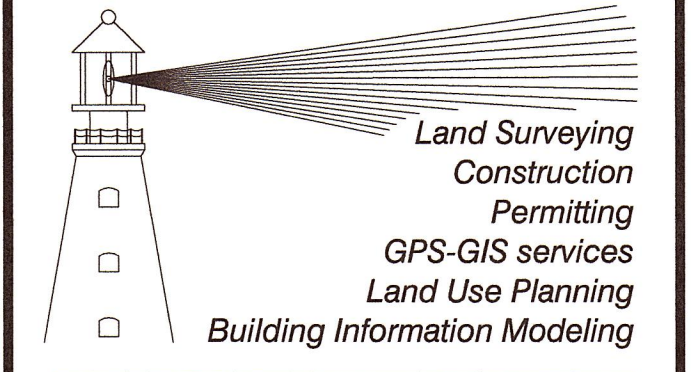 Land Surveying
Construction
Permitting
GPS-GIS services
Land Use Planning
Building Information Modeling